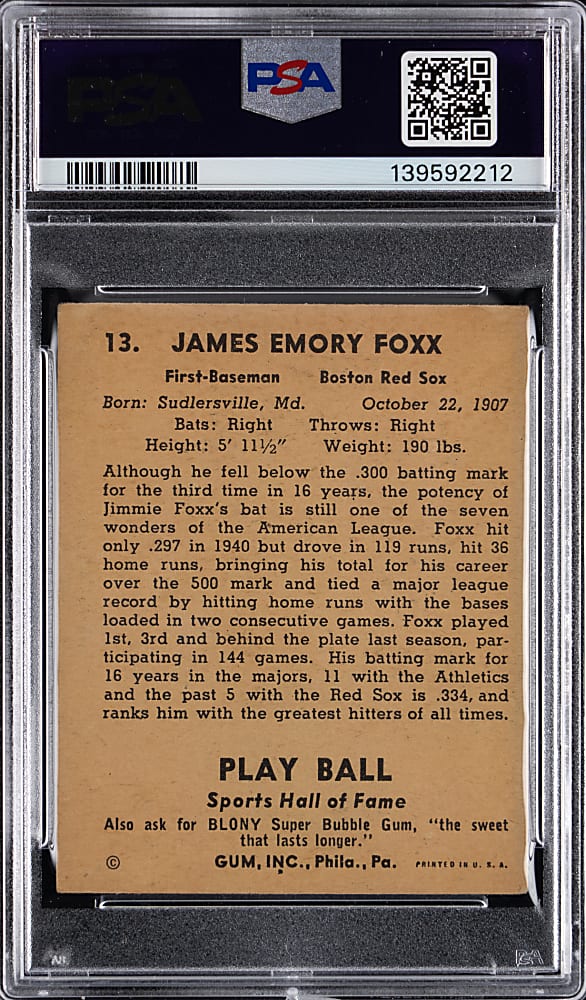 PSA
PSA
139592212
13. JAMES EMORY FOXX
First-Baseman Boston Red Sox
Born: Sudlersville, Md. October 22, 1907
Bats: Right Throws: Right
Height: 5' 11½" Weight: 190 lbs.
Although he fell below the .300 batting mark
for the third time in 16 years, the potency of
Jimmie Foxx's bat is still one of the seven
wonders of the American League. Foxx hit
only .297 in 1940 but drove in 119 runs, hit 36
home runs, bringing his total for his career
over the 500 mark and tied a major league
record by hitting home runs with the bases
loaded in two consecutive games. Foxx played
1st, 3rd and behind the plate last season, par-
ticipating in 144 games. His batting mark for
16 years in the majors, 11 with the Athletics
and the past 5 with the Red Sox is .334, and
ranks him with the greatest hitters of all times.
PLAY BALL
Sports Hall of Fame
Also ask for BLONY Super Bubble Gum, "the sweet
that lasts longer."
© GUM, INC., Phila., Pa. PRINTED IN U. S. A.
PSA